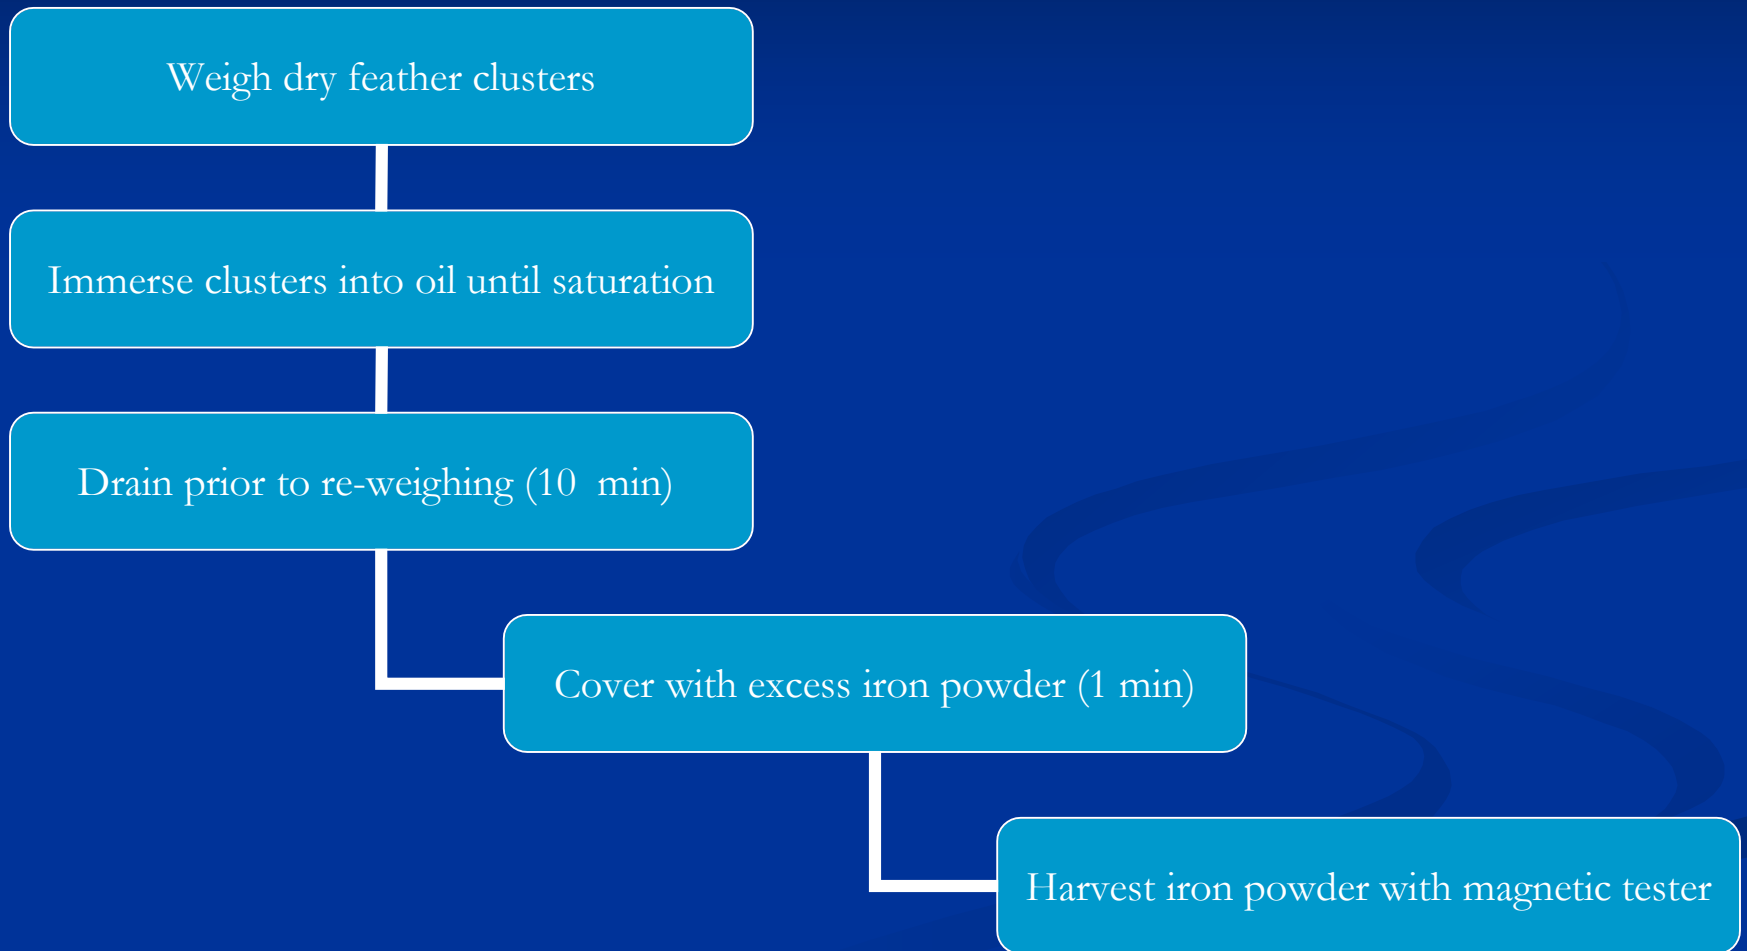 Weigh dry feather clusters
Immerse clusters into oil until saturation
Drain prior to re-weighing (10 min)
Cover with excess iron powder (1 min)
Harvest iron powder with magnetic tester